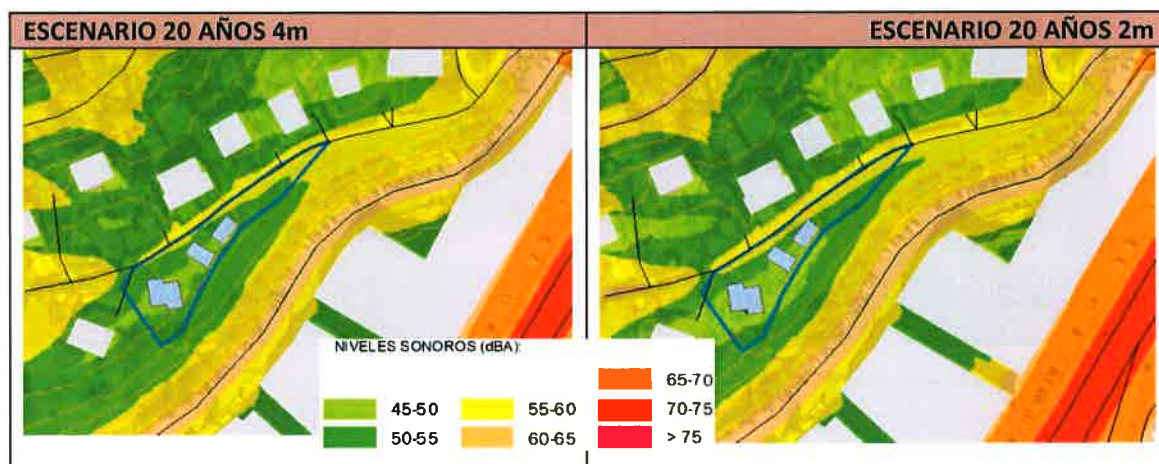 ESCENARIO 20 AÑOS 4m
ESCENARIO 20 AÑOS 2m
NIVELES SONOROS (dBA):
45-50
50-55
55-60
60-65
65-70
70-75
> 75